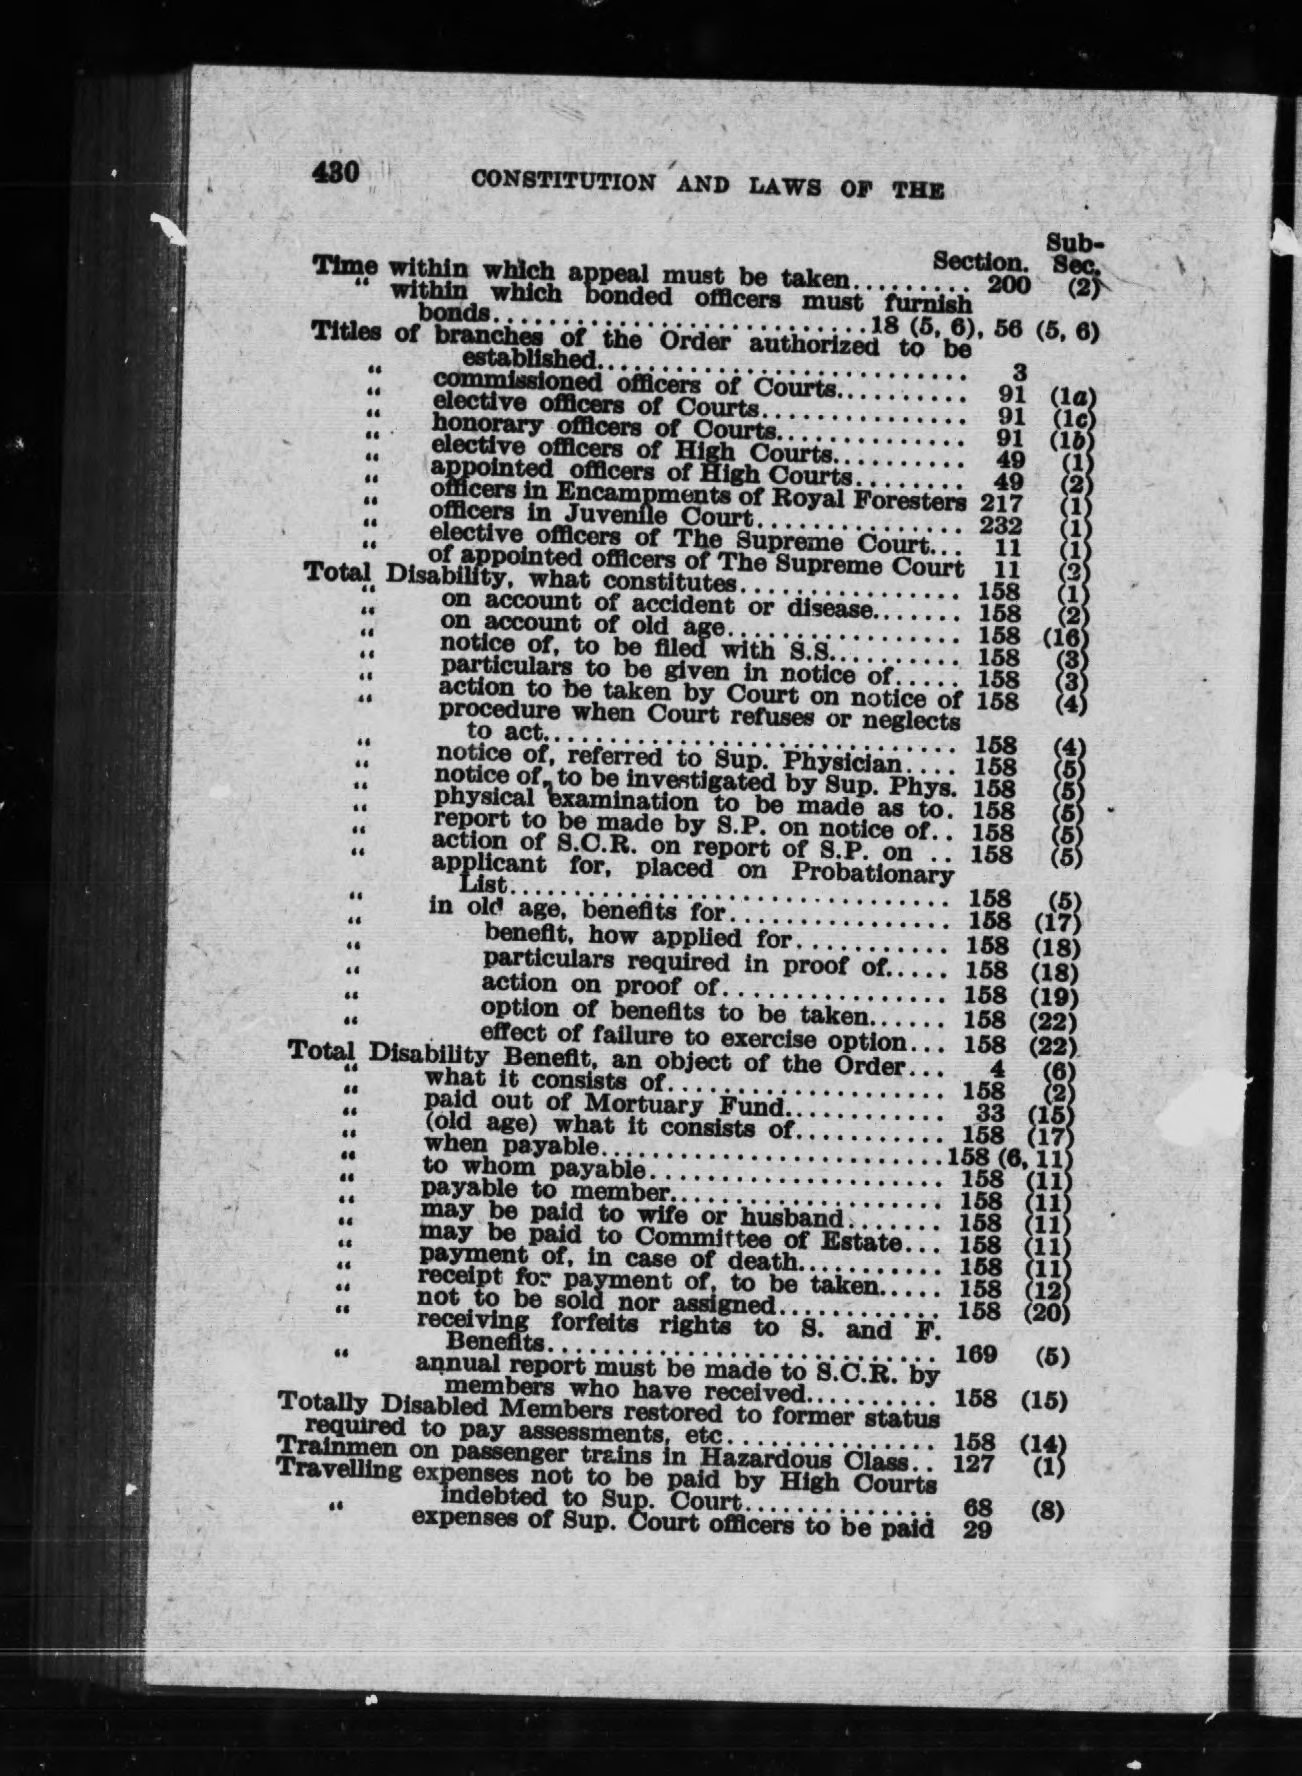 430 CONSTITUTION AND LAWS OF THE
Sub-
Section. Sec.
Time within which appeal must be taken......... 200 (2)
" within which bonded officers must furnish
bonds............................18 (5, 6), 56 (5, 6)
Titles of branches of the Order authorized to be
established............................ 3
" commissioned officers of Courts.......... 91 (1a)
" elective officers of Courts............... 91 (1c)
" honorary officers of Courts.............. 91 (1b)
" elective officers of High Courts.......... 49 (1)
" appointed officers of High Courts........ 49 (2)
" officers in Encampments of Royal Foresters 217 (1)
" officers in Juvenile Court................ 232 (1)
" elective officers of The Supreme Court... 11 (1)
" of appointed officers of The Supreme Court 11 (2)
Total Disability, what constitutes................. 158 (1)
" on account of accident or disease....... 158 (2)
" on account of old age.................. 158 (16)
" notice of, to be filed with S.S........... 158 (3)
" particulars to be given in notice of..... 158 (3)
" action to be taken by Court on notice of 158 (4)
" procedure when Court refuses or neglects
to act................................ 158 (4)
" notice of, referred to Sup. Physician.... 158 (5)
" notice of, to be investigated by Sup. Phys. 158 (5)
" physical examination to be made as to. 158 (5)
" report to be made by S.P. on notice of.. 158 (5)
" action of S.C.R. on report of S.P. on .. 158 (5)
" applicant for, placed on Probationary
List.................................. 158 (5)
" in old age, benefits for................. 158 (17)
" benefit, how applied for............ 158 (18)
" particulars required in proof of..... 158 (18)
" action on proof of................. 158 (19)
" option of benefits to be taken...... 158 (22)
" effect of failure to exercise option... 158 (22)
Total Disability Benefit, an object of the Order... 4 (6)
" what it consists of..................... 158 (2)
" paid out of Mortuary Fund............ 33 (15)
" (old age) what it consists of............ 158 (17)
" when payable..........................158 (6, 11)
" to whom payable...................... 158 (11)
" payable to member.................... 158 (11)
" may be paid to wife or husband....... 158 (11)
" may be paid to Committee of Estate... 158 (11)
" payment of, in case of death........... 158 (11)
" receipt for payment of, to be taken..... 158 (12)
" not to be sold nor assigned............ 158 (20)
" receiving forfeits rights to S. and F.
Benefits............................. 169 (5)
" annual report must be made to S.C.R. by
members who have received.......... 158 (15)
Totally Disabled Members restored to former status
required to pay assessments, etc................ 158 (14)
Trainmen on passenger trains in Hazardous Class.. 127 (1)
Travelling expenses not to be paid by High Courts
indebted to Sup. Court.............. 68 (8)
" expenses of Sup. Court officers to be paid 29